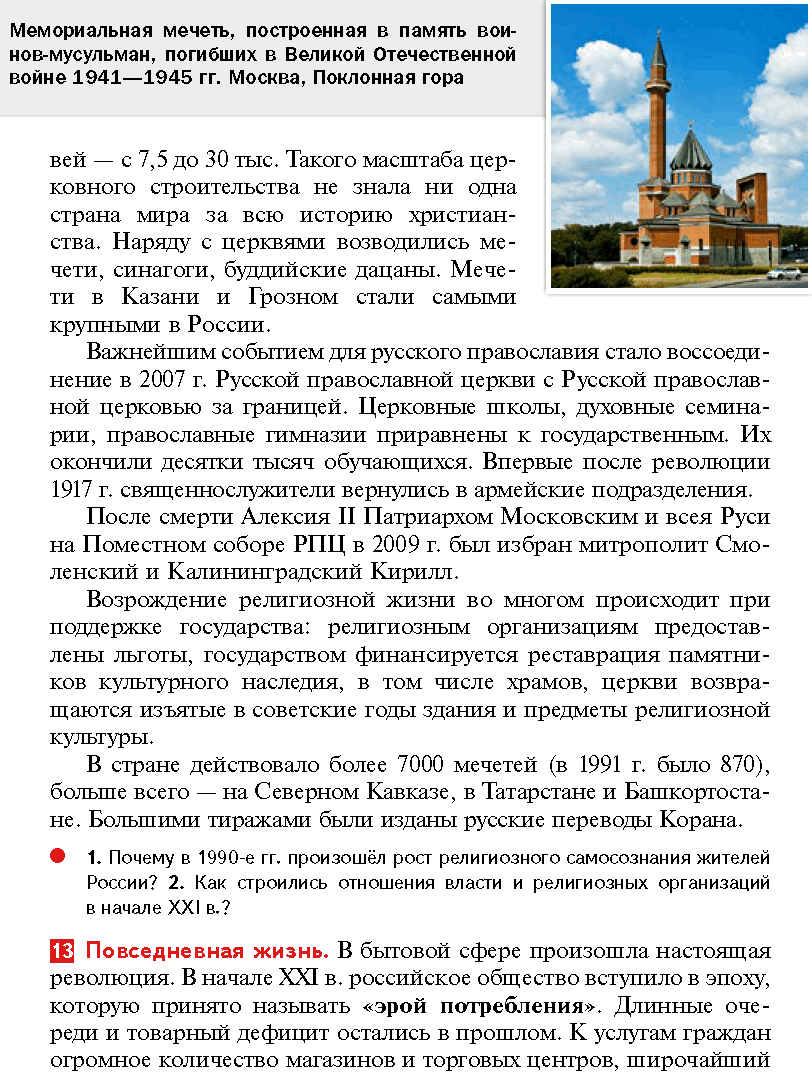 Мемориальная мечеть, построенная в память вои-
нов-мусульман, погибших в Великой Отечественной
войне 1941—1945 гг. Москва, Поклонная гора
вей — с 7,5 до 30 тыс. Такого масштаба цер-
ковного строительства не знала ни одна
страна мира за всю историю христиан-
ства. Наряду с церквями возводились ме-
чети, синагоги, буддийские дацаны. Мече-
ти в Казани и Грозном стали самыми
крупными в России.
Важнейшим событием для русского православия стало воссоеди-
нение в 2007 г. Русской православной церкви с Русской православ-
ной церковью за границей. Церковные школы, духовные семина-
рии, православные гимназии приравнены к государственным. Их
окончили десятки тысяч обучающихся. Впервые после революции
1917 г. священнослужители вернулись в армейские подразделения.
После смерти Алексия II Патриархом Московским и всея Руси
на Поместном соборе РПЦ в 2009 г. был избран митрополит Смо-
ленский и Калининградский Кирилл.
Возрождение религиозной жизни во многом происходит при
поддержке государства: религиозным организациям предостав-
лены льготы, государством финансируется реставрация памятни-
ков культурного наследия, в том числе храмов, церкви возвра-
щаются изъятые в советские годы здания и предметы религиозной
культуры.
В стране действовало более 7000 мечетей (в 1991 г. было 870),
больше всего — на Северном Кавказе, в Татарстане и Башкортоста-
не. Большими тиражами были изданы русские переводы Корана.
1. Почему в 1990-е гг. произошёл рост религиозного самосознания жителей
России? 2. Как строились отношения власти и религиозных организаций
в начале XXI в.?
13 Повседневная жизнь. В бытовой сфере произошла настоящая
революция. В начале XXI в. российское общество вступило в эпоху,
которую принято называть «эрой потребления». Длинные оче-
реди и товарный дефицит остались в прошлом. К услугам граждан
огромное количество магазинов и торговых центров, широчайший